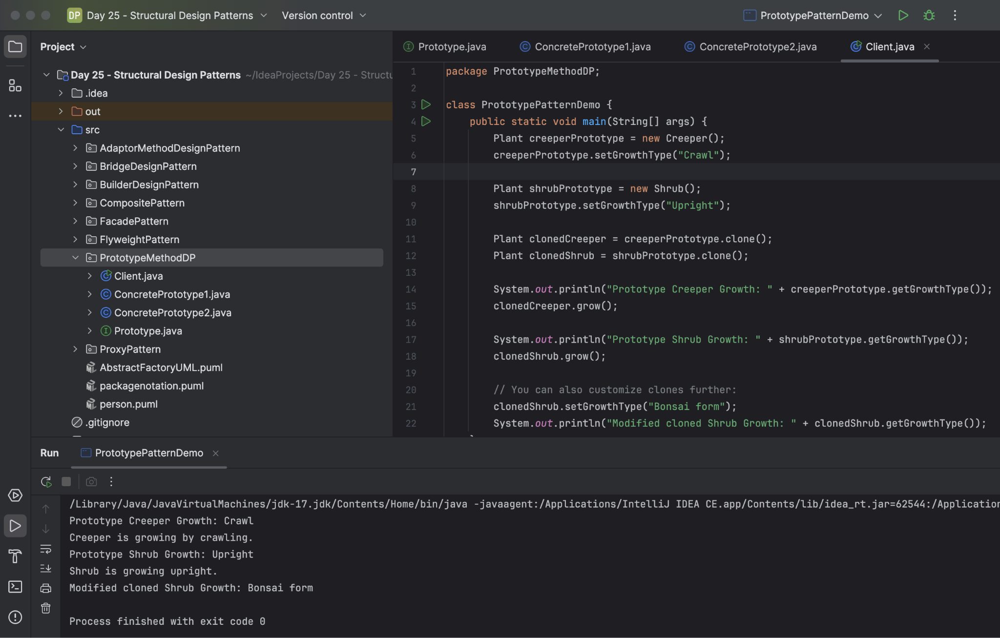 DP Day 25 - Structural Design Patterns Version control PrototypePatternDemo
Project
Day 25 - Structural Design Patterns ~/IdeaProjects/Day 25 - Structu
.idea
out
src
AdaptorMethodDesignPattern
BridgeDesignPattern
BuilderDesignPattern
CompositePattern
FacadePattern
FlyweightPattern
PrototypeMethodDP
Client.java
ConcretePrototype1.java
ConcretePrototype2.java
Prototype.java
ProxyPattern
AbstractFactoryUML.puml
packagenotation.puml
person.puml
.gitignore
Prototype.java ConcretePrototype1.java ConcretePrototype2.java Client.java
1 package PrototypeMethodDP;
2
3 class PrototypePatternDemo {
4 public static void main(String[] args) {
5 Plant creeperPrototype = new Creeper();
6 creeperPrototype.setGrowthType("Crawl");
7
8 Plant shrubPrototype = new Shrub();
9 shrubPrototype.setGrowthType("Upright");
10
11 Plant clonedCreeper = creeperPrototype.clone();
12 Plant clonedShrub = shrubPrototype.clone();
13
14 System.out.println("Prototype Creeper Growth: " + creeperPrototype.getGrowthType());
15 clonedCreeper.grow();
16
17 System.out.println("Prototype Shrub Growth: " + shrubPrototype.getGrowthType());
18 clonedShrub.grow();
19
20 // You can also customize clones further:
21 clonedShrub.setGrowthType("Bonsai form");
22 System.out.println("Modified cloned Shrub Growth: " + clonedShrub.getGrowthType());
Run PrototypePatternDemo
/Library/Java/JavaVirtualMachines/jdk-17.jdk/Contents/Home/bin/java -javaagent:/Applications/IntelliJ IDEA CE.app/Contents/lib/idea_rt.jar=62544:/Application
Prototype Creeper Growth: Crawl
Creeper is growing by crawling.
Prototype Shrub Growth: Upright
Shrub is growing upright.
Modified cloned Shrub Growth: Bonsai form
Process finished with exit code 0